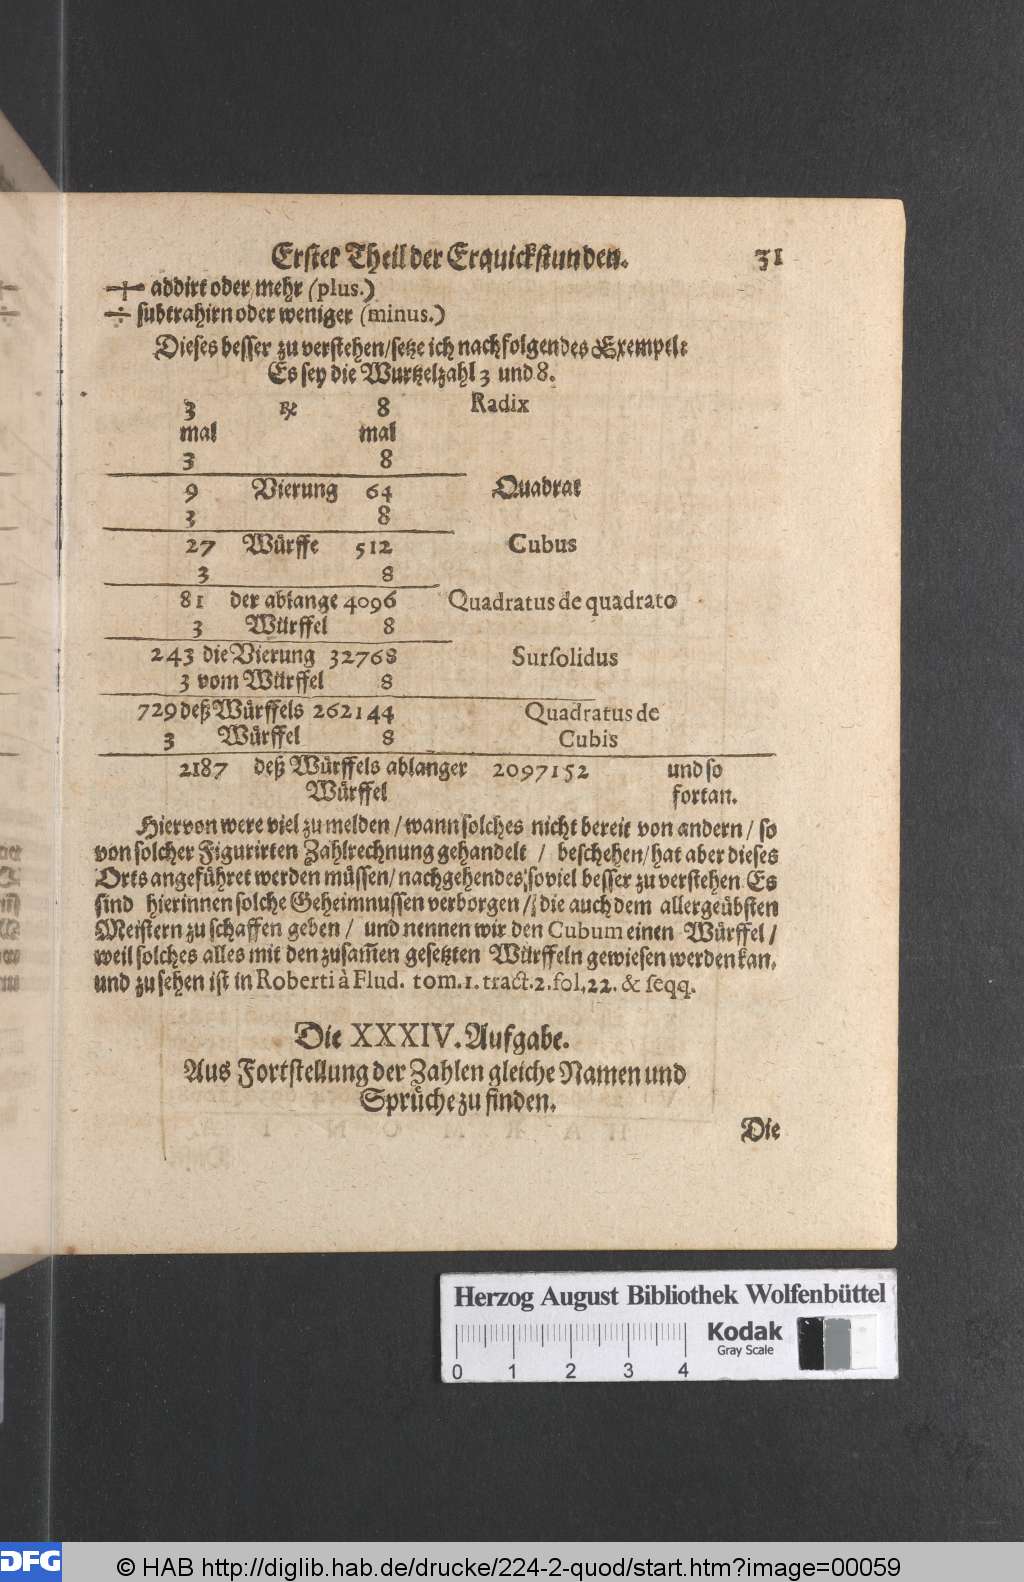 Erster Theil der Erquickstunden. 31
-+- addirt oder mehr (plus.)
÷ subtrahirn oder weniger (minus.)
Dieses besser zu verstehen/setze ich nachfolgendes Exempel:
Es sey die Wurtzelzahl 3 und 8.
3 8 Radix
mal mal
3 8
9 Vierung 64 Quadrat
3 8
27 Würffe 512 Cubus
3 8
81 der ablange 4096 Quadratus de quadrato
3 Würffel 8
243 die Vierung 32768 Sursolidus
3 vom Würffel 8
729 deß Würffels 262144 Quadratus de
3 Würffel 8 Cubis
2187 deß Würffels ablanger 2097152 und so
Würffel fortan.
Hiervon were viel zu melden / wann solches nicht bereit von andern / so
von solcher Figurirten Zahlrechnung gehandelt / beschehen/ hat aber dieses
Orts angeführet werden müssen/ nachgehendes, so viel besser zu verstehen. Es
sind hierinnen solche Geheimnussen verborgen / die auch dem allergeübsten
Meistern zu schaffen geben / und nennen wir den Cubum einen Würffel /
weil solches alles mit den zusam̅en gesetzten Würffeln gewiesen werden kan,
und zu sehen ist in Roberti à Flud. tom. 1. tract. 2. fol. 22. & seqq.
Die XXXIV. Aufgabe.
Aus Fortstellung der Zahlen gleiche Namen und
Sprüche zu finden.
Die
Herzog August Bibliothek Wolfenbüttel
Kodak
Gray Scale
0 1 2 3 4
DFG
© HAB http://diglib.hab.de/drucke/224-2-quod/start.htm?image=00059